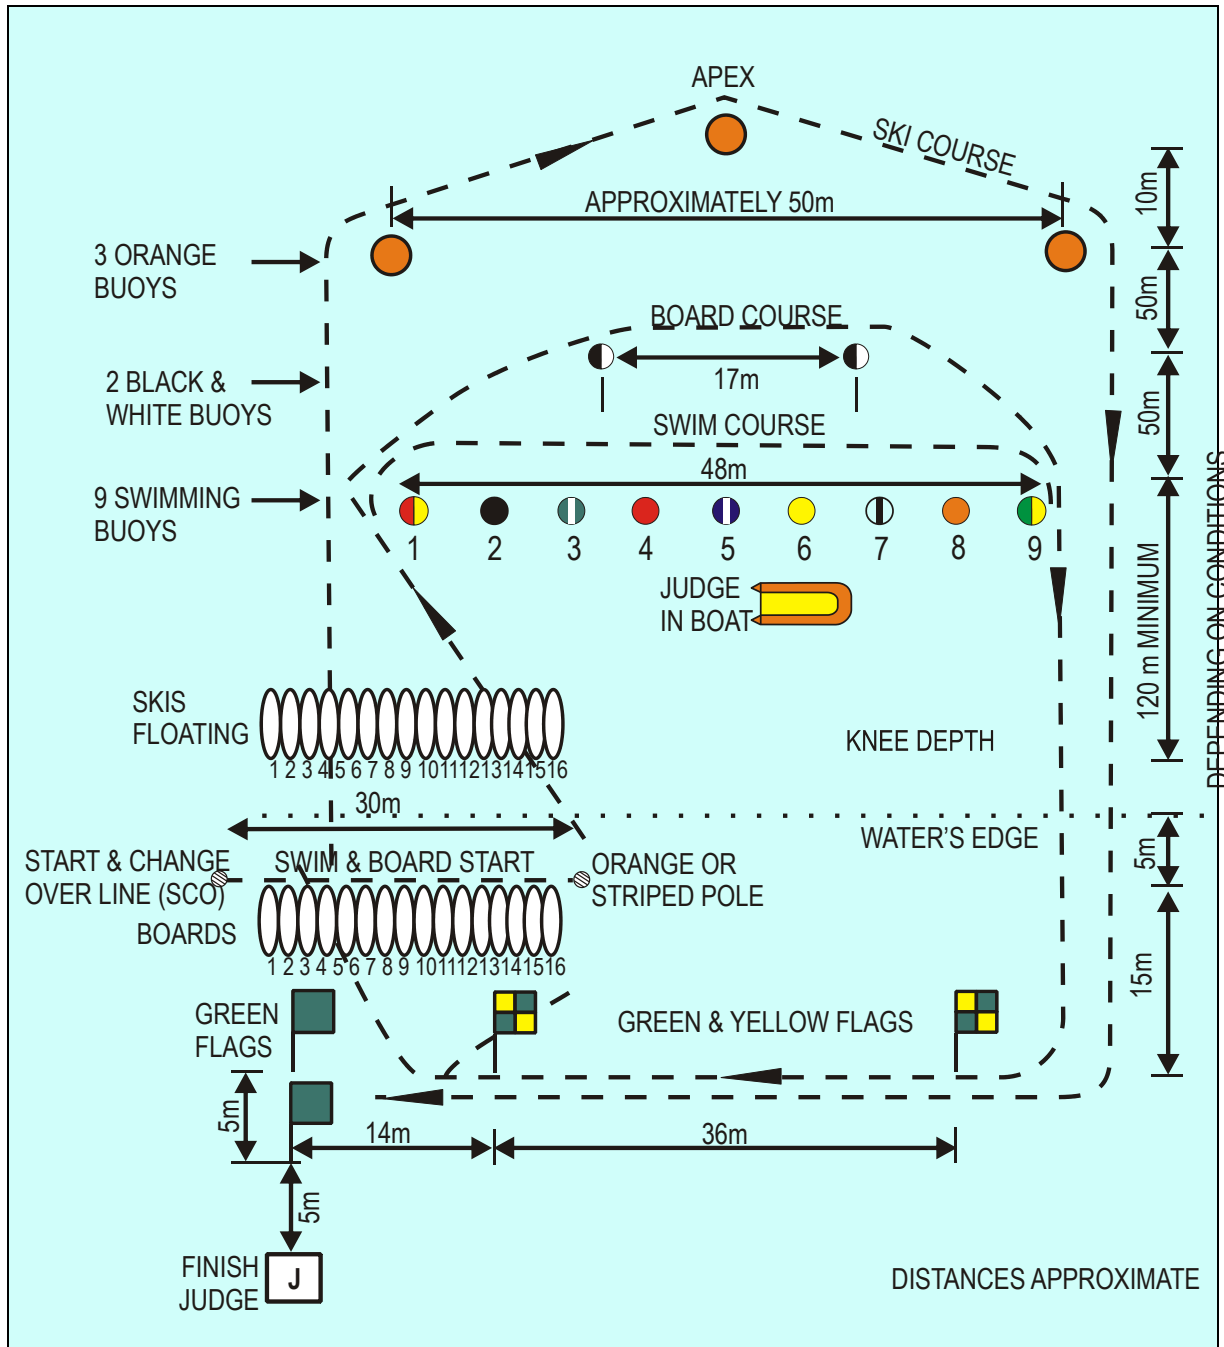 APEX
SKI COURSE
10m
APPROXIMATELY 50m
3 ORANGE
BUOYS
50m
BOARD COURSE
17m
2 BLACK &
WHITE BUOYS
50m
SWIM COURSE
48m
9 SWIMMING
BUOYS
1 2 3 4 5 6 7 8 9
JUDGE
IN BOAT
120 m MINIMUM
DEPENDING ON CONDITIONS
SKIS
FLOATING
KNEE DEPTH
1 2 3 4 5 6 7 8 9 10 11 12 13 14 15 16
30m
WATER'S EDGE
5m
START & CHANGE
OVER LINE (SCO)
SWIM & BOARD START
ORANGE OR
STRIPED POLE
BOARDS
1 2 3 4 5 6 7 8 9 10 11 12 13 14 15 16
15m
GREEN
FLAGS
GREEN & YELLOW FLAGS
5m
14m
36m
5m
FINISH
JUDGE
J
DISTANCES APPROXIMATE